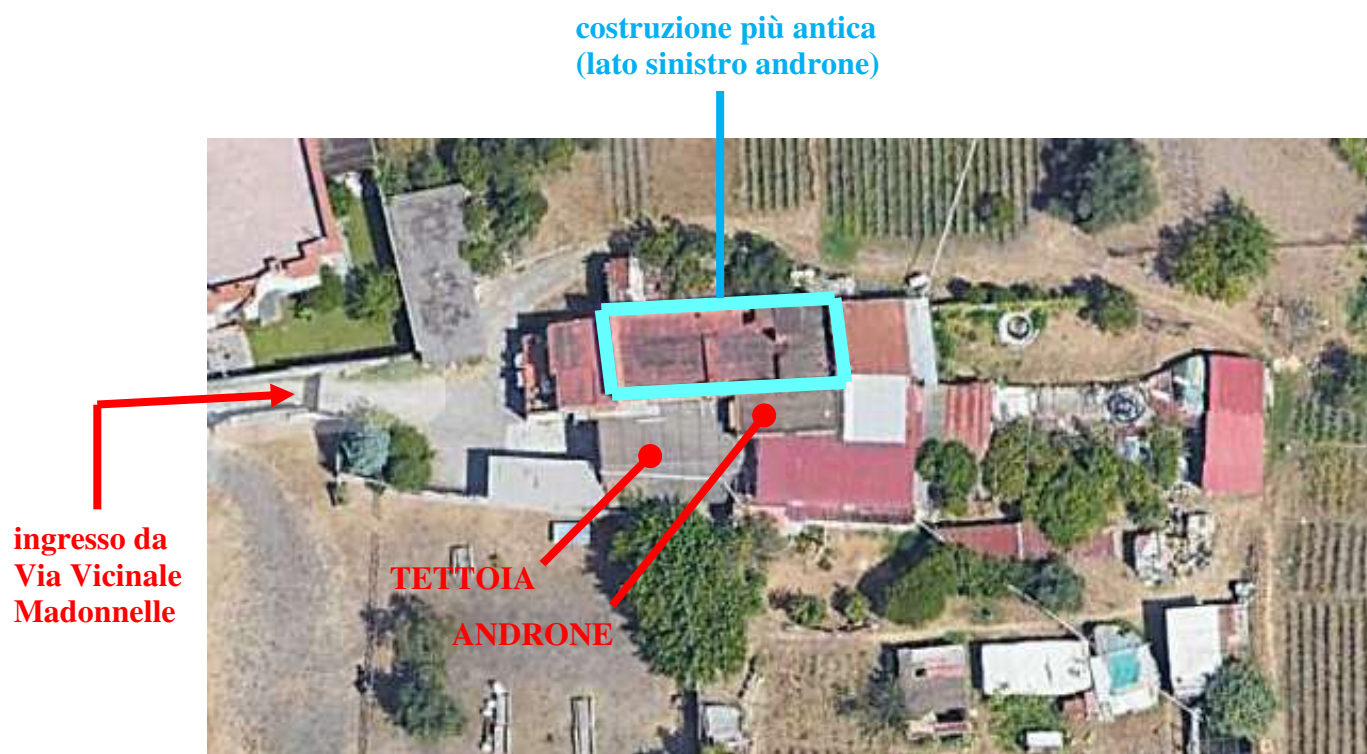 costruzione più antica
(lato sinistro androne)
ingresso da
Via Vicinale
Madonnelle
TETTOIA
ANDRONE